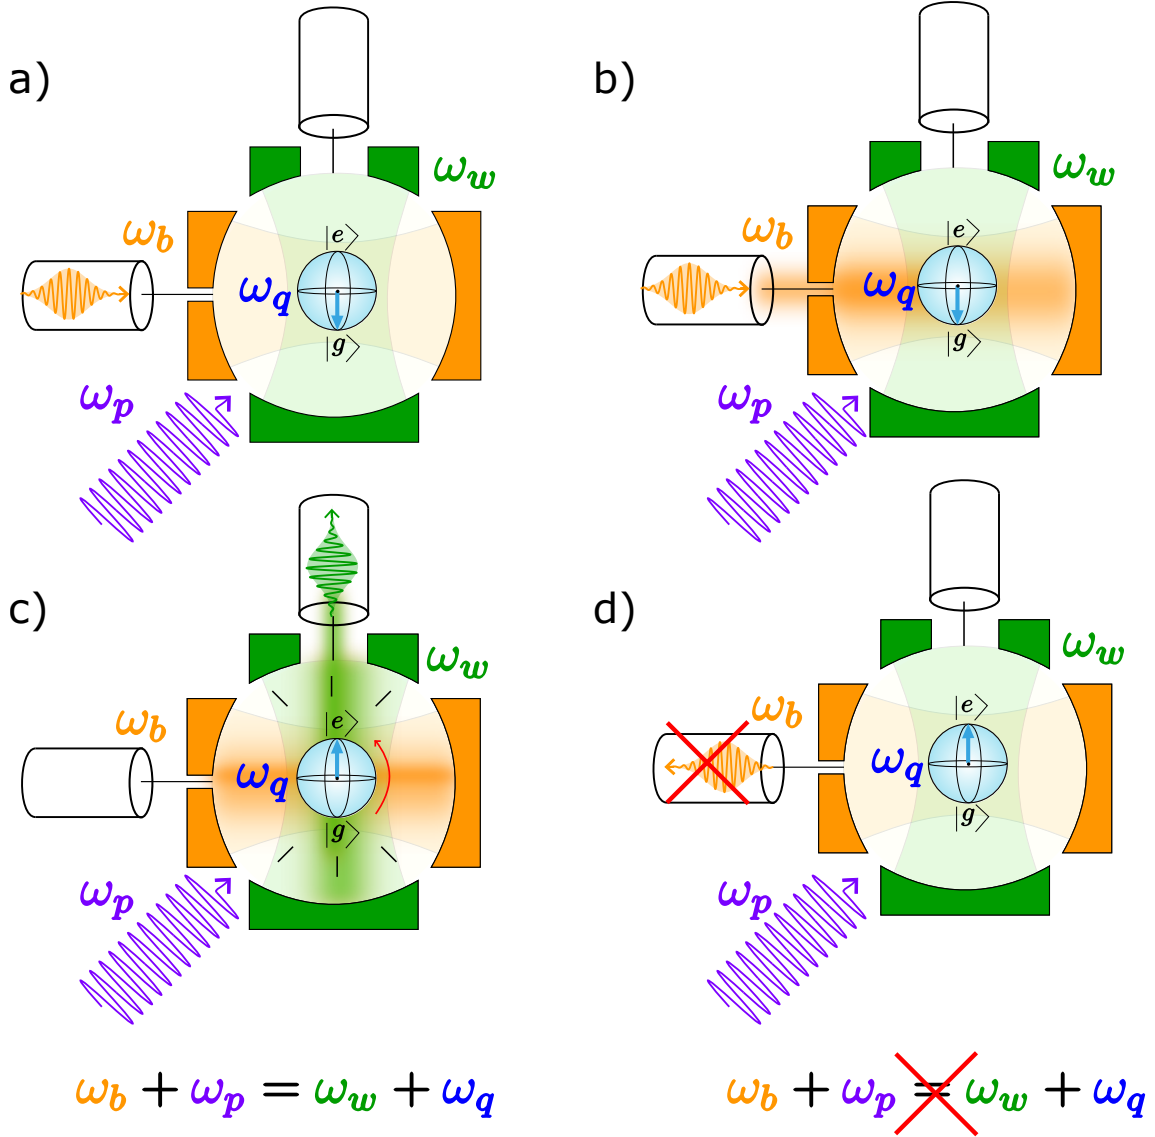 a)
ω_w
ω_b
|e⟩
ω_q
|g⟩
ω_p
b)
ω_w
ω_b
|e⟩
ω_q
|g⟩
ω_p
c)
ω_w
ω_b
|e⟩
ω_q
|g⟩
ω_p
d)
ω_w
ω_b
|e⟩
ω_q
|g⟩
ω_p
ω_b + ω_p = ω_w + ω_q
ω_b + ω_p = ω_w + ω_q